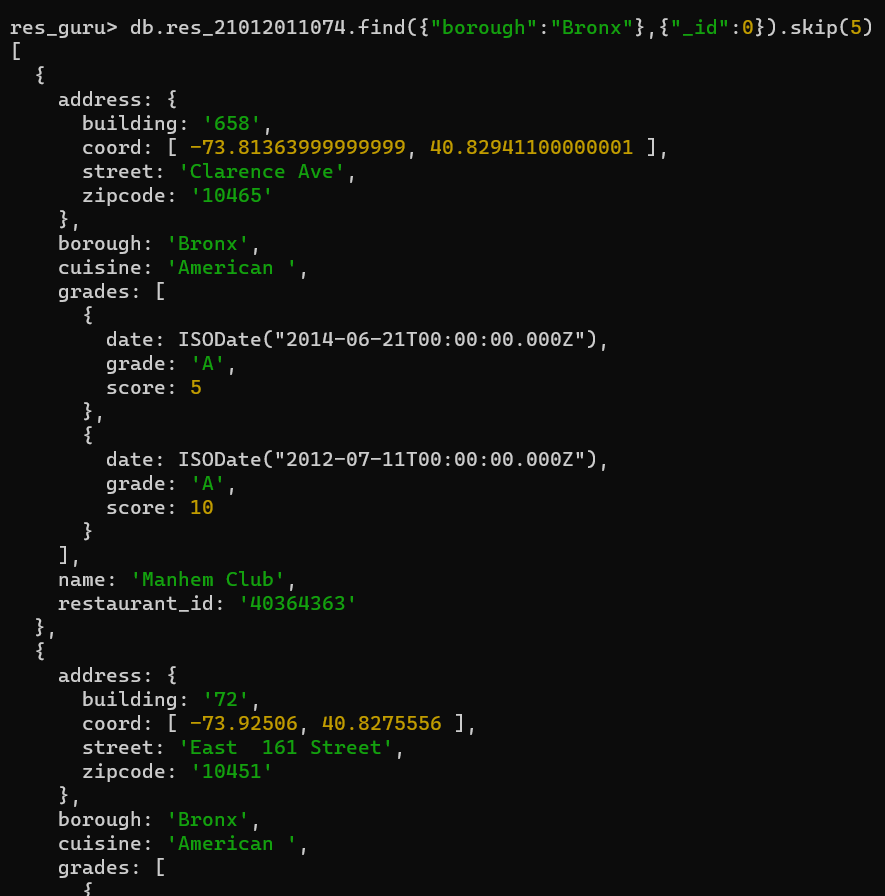 res_guru> db.res_21012011074.find({"borough":"Bronx"},{"_id":0}).skip(5)
[
  {
    address: {
      building: '658',
      coord: [ -73.81363999999999, 40.82941100000001 ],
      street: 'Clarence Ave',
      zipcode: '10465'
    },
    borough: 'Bronx',
    cuisine: 'American ',
    grades: [
      {
        date: ISODate("2014-06-21T00:00:00.000Z"),
        grade: 'A',
        score: 5
      },
      {
        date: ISODate("2012-07-11T00:00:00.000Z"),
        grade: 'A',
        score: 10
      }
    ],
    name: 'Manhem Club',
    restaurant_id: '40364363'
  },
  {
    address: {
      building: '72',
      coord: [ -73.92506, 40.8275556 ],
      street: 'East  161 Street',
      zipcode: '10451'
    },
    borough: 'Bronx',
    cuisine: 'American ',
    grades: [
      {